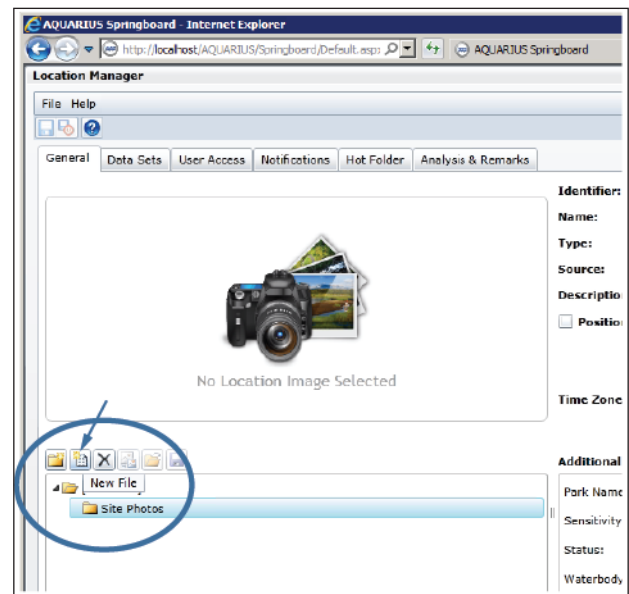 AQUARIUS Springboard - Internet Explorer
http://localhost/AQUARIUS/Springboard/Default.asp: AQUARIUS Springboard
Location Manager
File Help
General Data Sets User Access Notifications Hot Folder Analysis & Remarks
Identifier:
Name:
Type:
Source:
Descriptio
Position
No Location Image Selected
Time Zone
Additional
New File
Park Name
Site Photos
Sensitivity
Status:
Waterbody